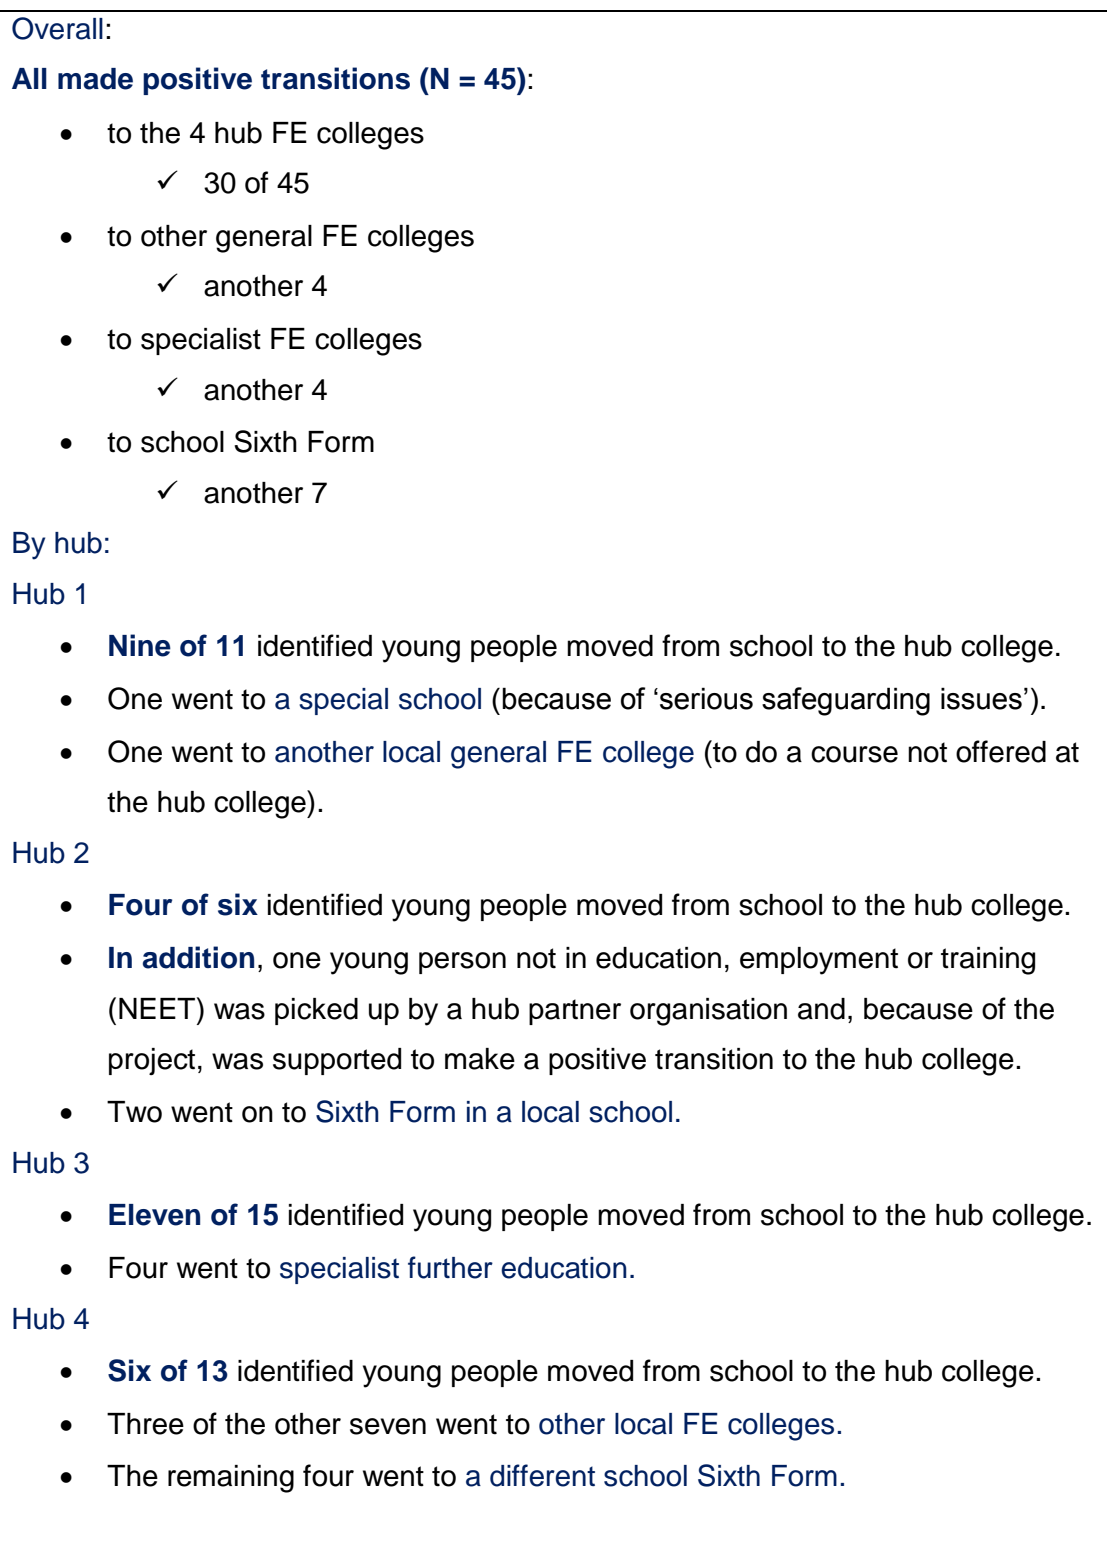 Overall:
All made positive transitions (N = 45):
• to the 4 hub FE colleges
✓ 30 of 45
• to other general FE colleges
✓ another 4
• to specialist FE colleges
✓ another 4
• to school Sixth Form
✓ another 7
By hub:
Hub 1
• Nine of 11 identified young people moved from school to the hub college.
• One went to a special school (because of ‘serious safeguarding issues’).
• One went to another local general FE college (to do a course not offered at
the hub college).
Hub 2
• Four of six identified young people moved from school to the hub college.
• In addition, one young person not in education, employment or training
(NEET) was picked up by a hub partner organisation and, because of the
project, was supported to make a positive transition to the hub college.
• Two went on to Sixth Form in a local school.
Hub 3
• Eleven of 15 identified young people moved from school to the hub college.
• Four went to specialist further education.
Hub 4
• Six of 13 identified young people moved from school to the hub college.
• Three of the other seven went to other local FE colleges.
• The remaining four went to a different school Sixth Form.